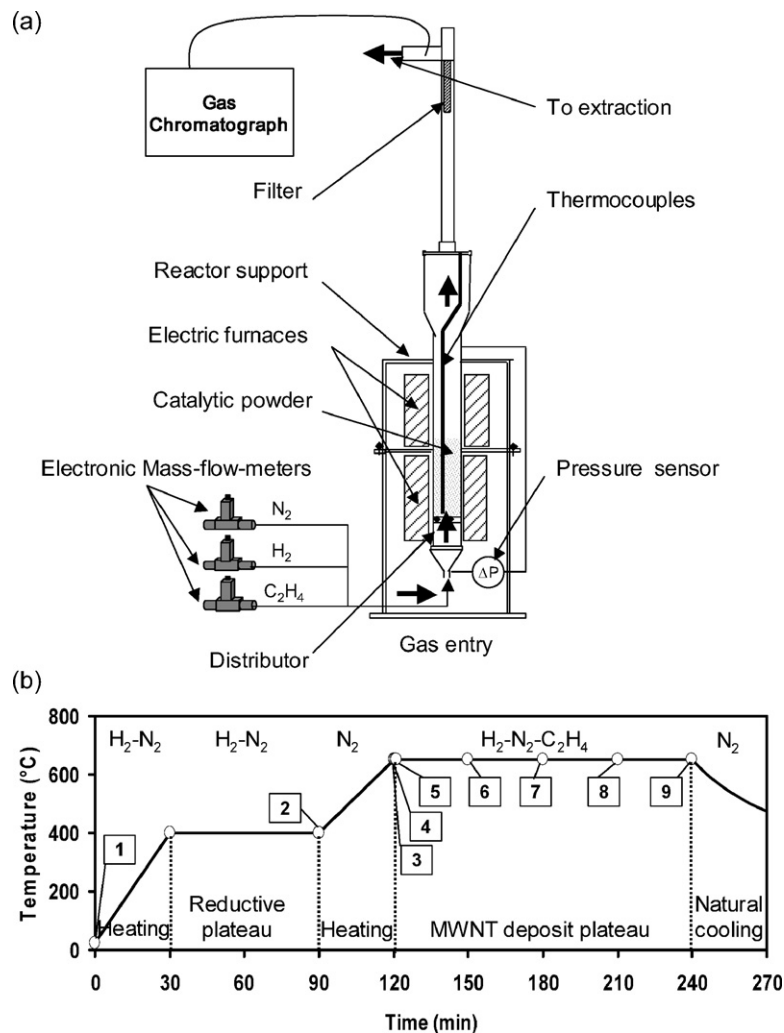 (a)
Gas
Chromatograph
To extraction
Filter
Thermocouples
Reactor support
Electric furnaces
Catalytic powder
Electronic Mass-flow-meters
Pressure sensor
N₂
H₂
C₂H₄
ΔP
Distributor
Gas entry
(b)
Temperature (°C)
800
600
400
200
0
H₂-N₂
H₂-N₂
N₂
H₂-N₂-C₂H₄
N₂
1
2
5
6
7
8
9
4
3
Heating
Reductive
plateau
Heating
MWNT deposit plateau
Natural
cooling
0 30 60 90 120 150 180 210 240 270
Time (min)